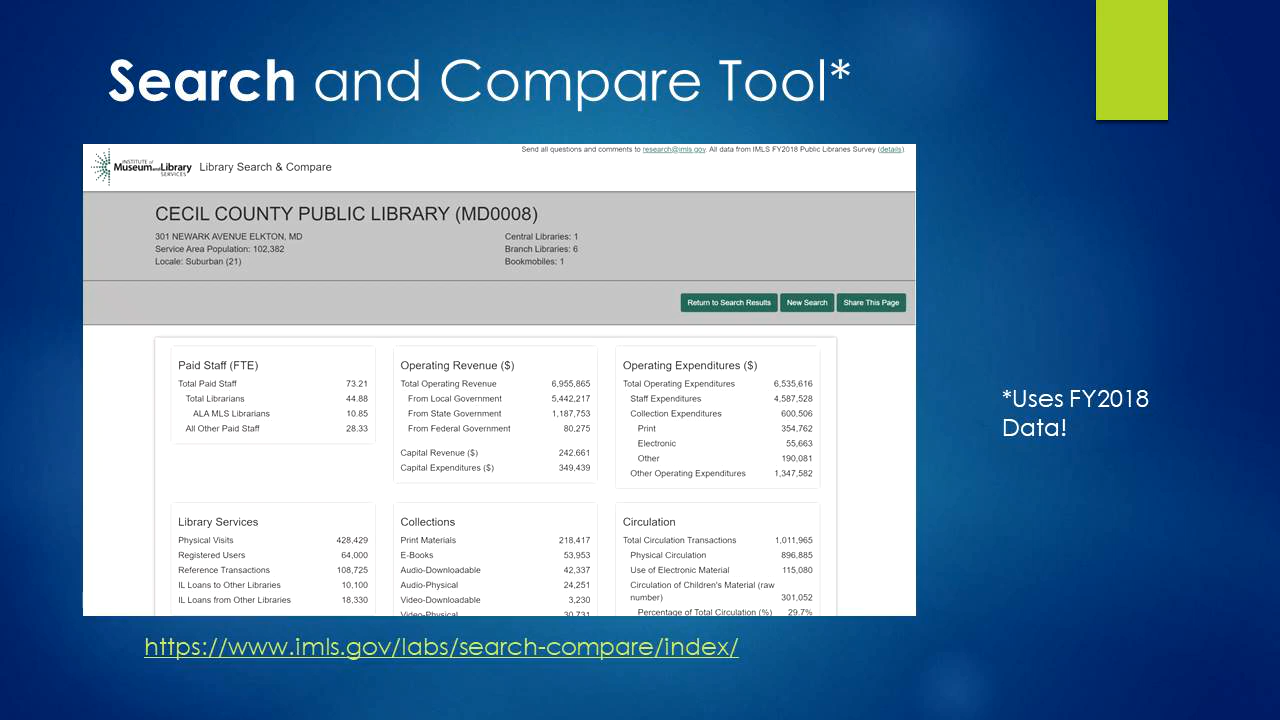 Search and Compare Tool*
Send all questions and comments to research@imls.gov. All data from IMLS FY2018 Public Libraries Survey (details).
INSTITUTE of
Museum and Library
SERVICES
Library Search & Compare
CECIL COUNTY PUBLIC LIBRARY (MD0008)
301 NEWARK AVENUE ELKTON, MD
Service Area Population: 102,382
Locale: Suburban (21)
Central Libraries: 1
Branch Libraries: 6
Bookmobiles: 1
Return to Search Results New Search Share This Page
Paid Staff (FTE)
Total Paid Staff 73.21
Total Librarians 44.88
ALA MLS Librarians 10.85
All Other Paid Staff 28.33
Operating Revenue ($)
Total Operating Revenue 6,955,865
From Local Government 5,442,217
From State Government 1,187,753
From Federal Government 80,275
Capital Revenue ($) 242.661
Capital Expenditures ($) 349,439
Operating Expenditures ($)
Total Operating Expenditures 6,535,616
Staff Expenditures 4,587,528
Collection Expenditures 600,506
Print 354,762
Electronic 55,663
Other 190,081
Other Operating Expenditures 1,347,582
Library Services
Physical Visits 428,429
Registered Users 64,000
Reference Transactions 108,725
IL Loans to Other Libraries 10,100
IL Loans from Other Libraries 18,330
Collections
Print Materials 218,417
E-Books 53,953
Audio-Downloadable 42,337
Audio-Physical 24,251
Video-Downloadable 3,230
Video-Physical 30,731
Circulation
Total Circulation Transactions 1,011,965
Physical Circulation 896,885
Use of Electronic Material 115,080
Circulation of Children's Material (raw
number) 301,052
Percentage of Total Circulation (%) 29.7%
*Uses FY2018
Data!
https://www.imls.gov/labs/search-compare/index/